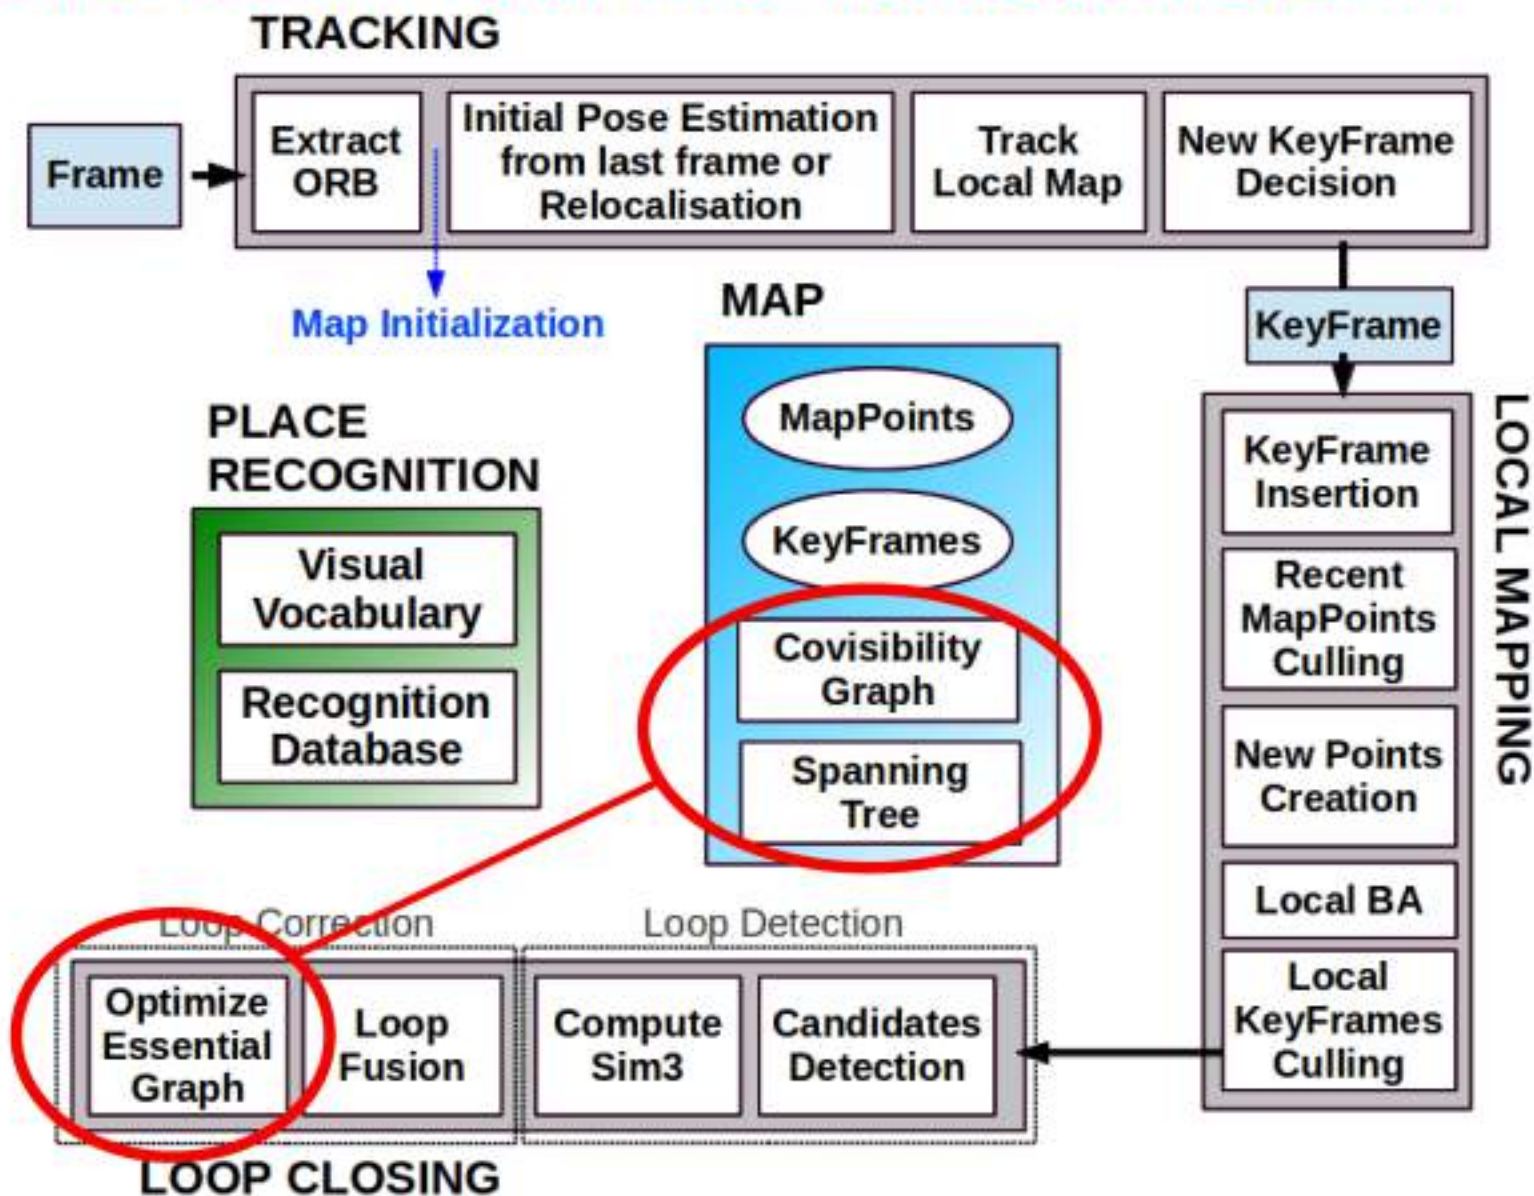 TRACKING
Frame
Extract
ORB
Initial Pose Estimation
from last frame or
Relocalisation
Track
Local Map
New KeyFrame
Decision
Map Initialization
MAP
KeyFrame
PLACE
RECOGNITION
Visual
Vocabulary
Recognition
Database
MapPoints
KeyFrames
Covisibility
Graph
Spanning
Tree
LOCAL MAPPING
KeyFrame
Insertion
Recent
MapPoints
Culling
New Points
Creation
Local BA
Local
KeyFrames
Culling
Loop Correction
Loop Detection
Optimize
Essential
Graph
Loop
Fusion
Compute
Sim3
Candidates
Detection
LOOP CLOSING